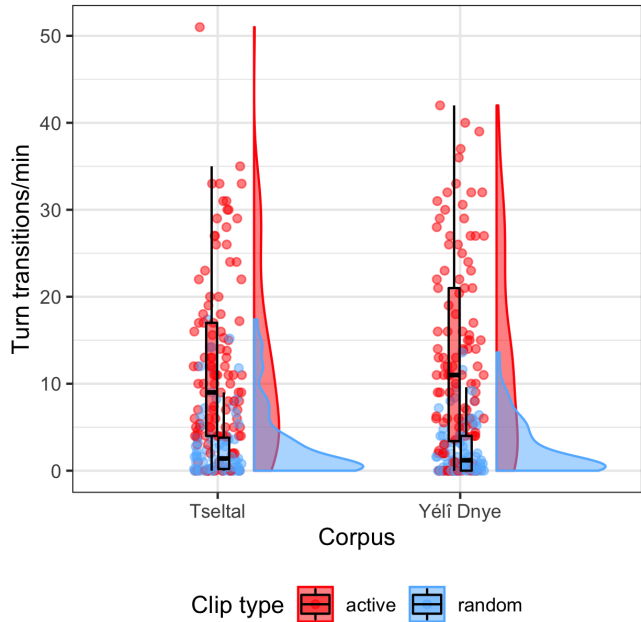 50
40
30
20
10
0
Turn transitions/min
Tseltal Yélî Dnye
Corpus
Clip type active random